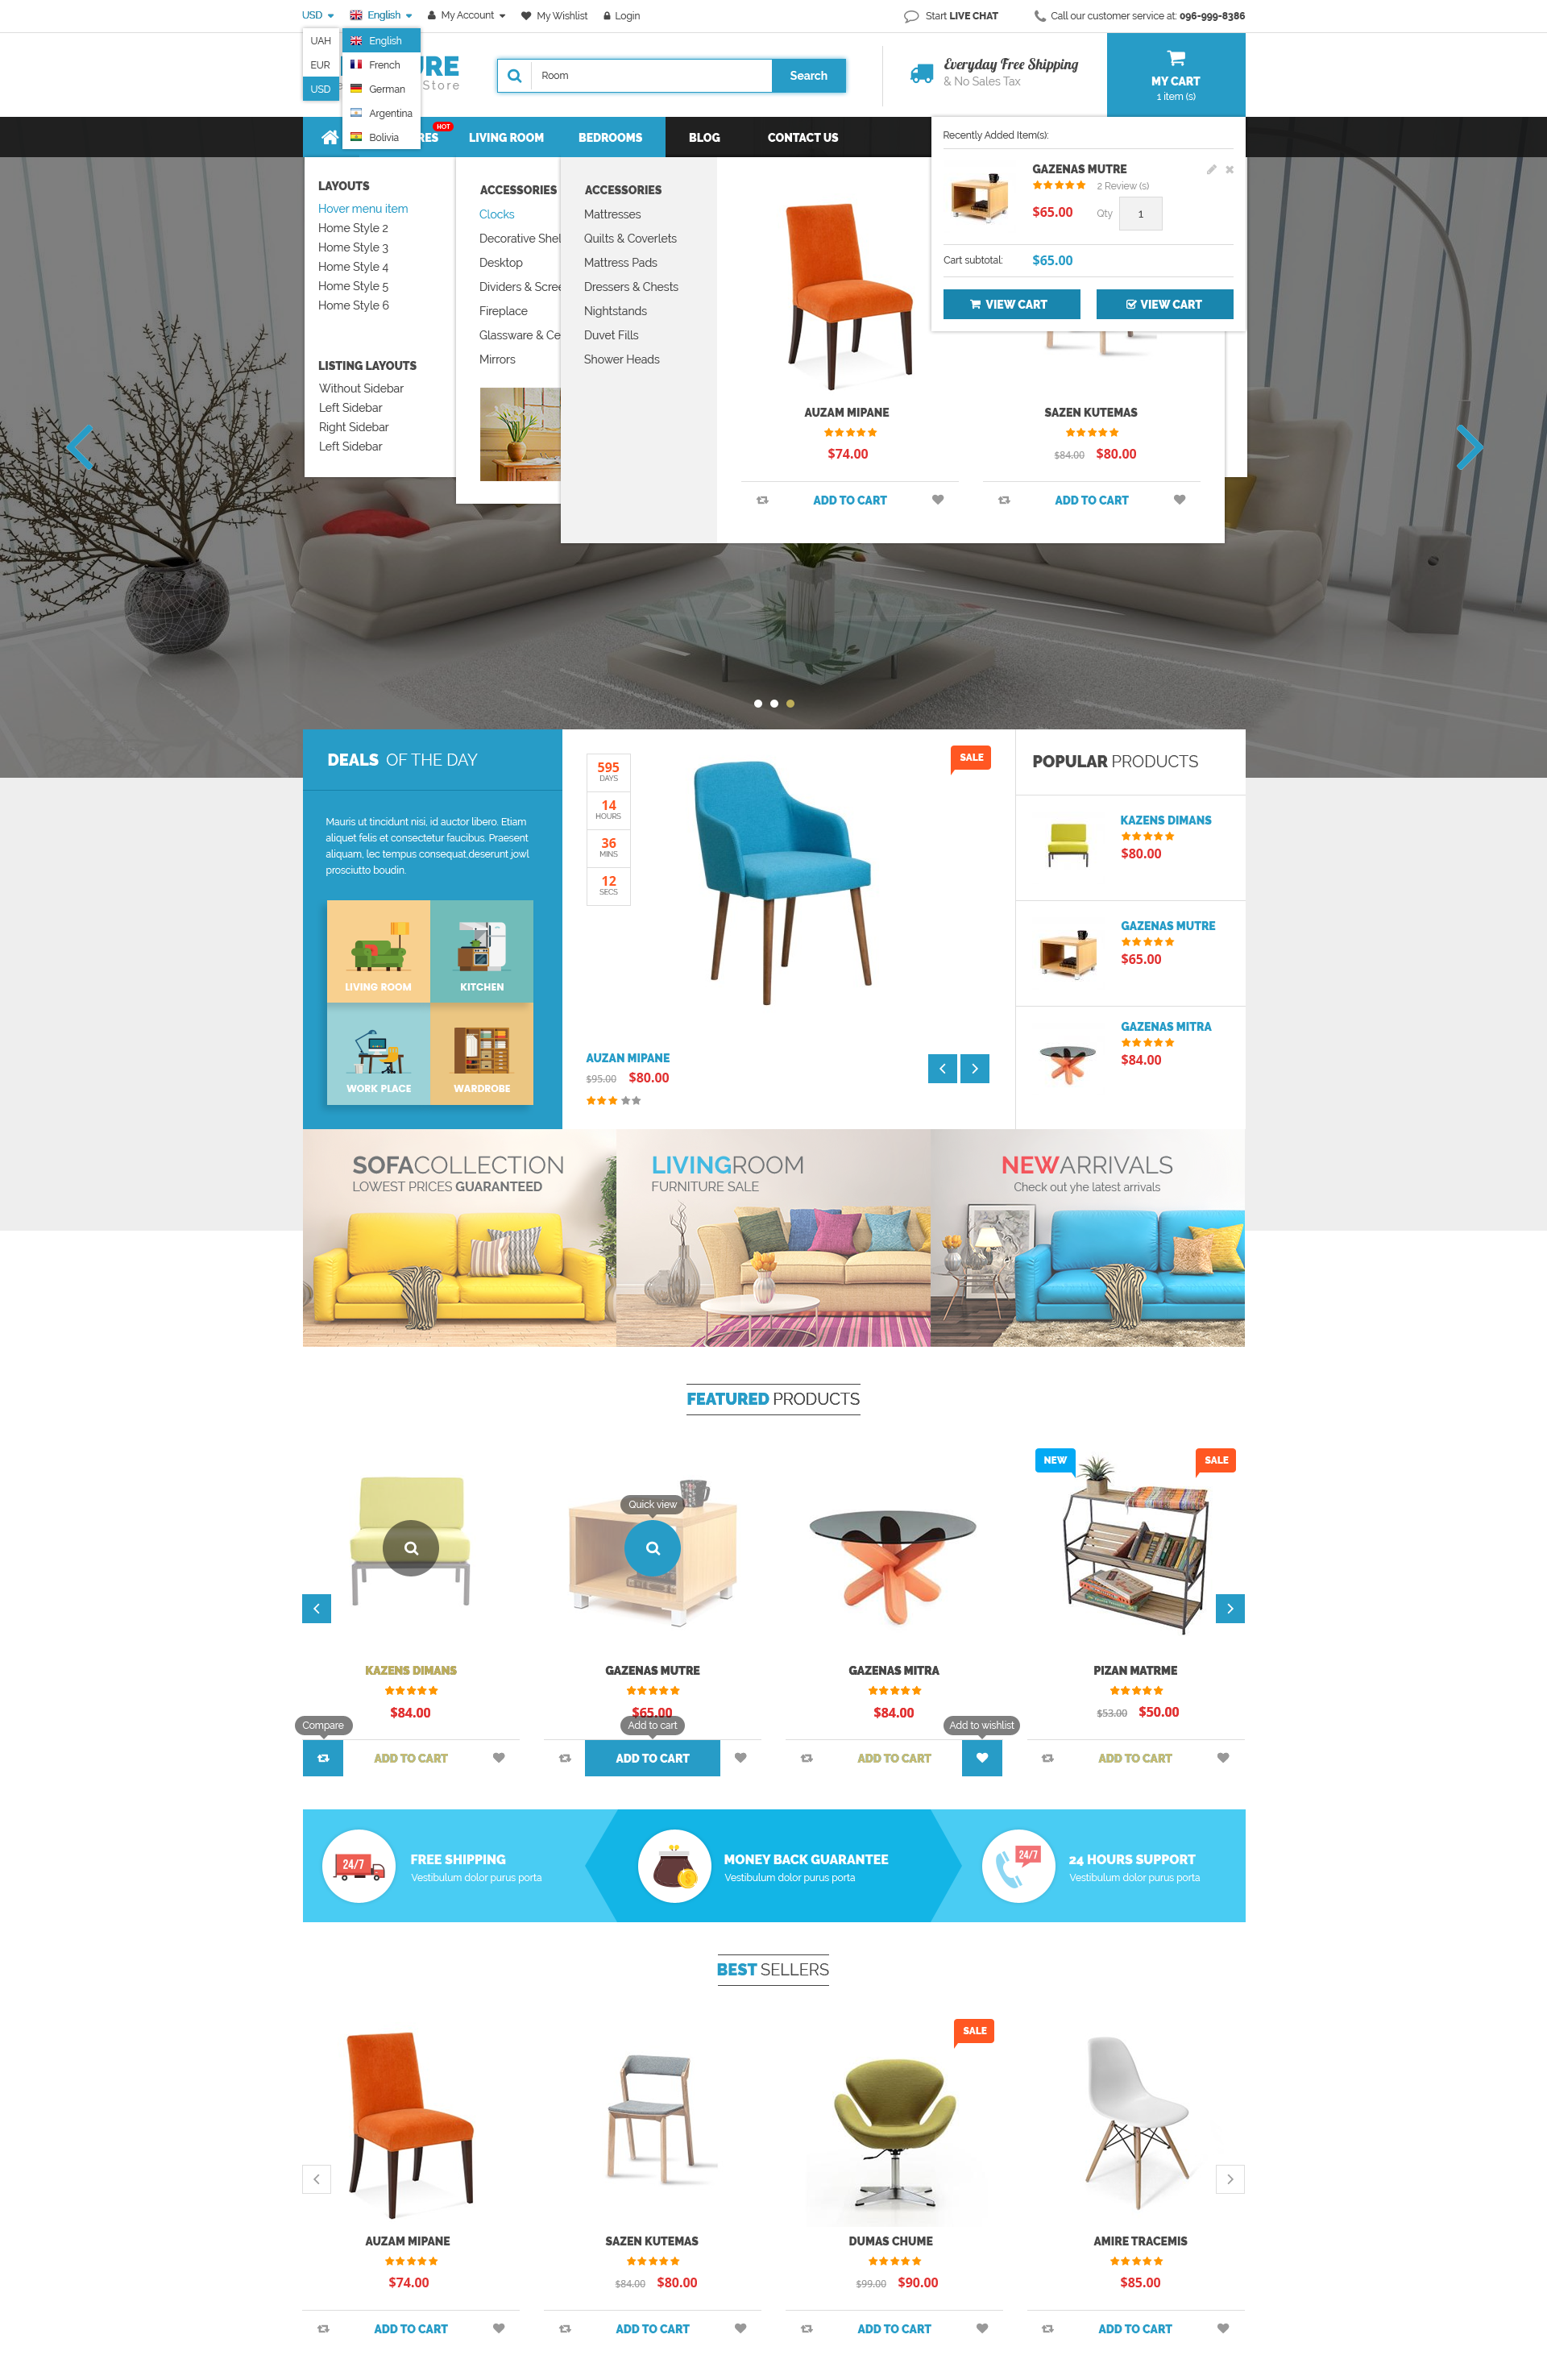 USD English My Account My Wishlist Login Start LIVE CHAT Call our customer service at: 096-999-8386
UAH
EUR
USD
English
French
German
Argentina
Bolivia
URE
Store
Room
Search
Everyday Free Shipping
& No Sales Tax
MY CART
1 item (s)
RES
HOT
LIVING ROOM
BEDROOMS
BLOG
CONTACT US
Recently Added Item(s):
GAZENAS MUTRE
2 Review (s)
$65.00
Qty
1
Cart subtotal:
$65.00
VIEW CART
VIEW CART
LAYOUTS
Hover menu item
Home Style 2
Home Style 3
Home Style 4
Home Style 5
Home Style 6
LISTING LAYOUTS
Without Sidebar
Left Sidebar
Right Sidebar
Left Sidebar
ACCESSORIES
Clocks
Decorative Shel
Desktop
Dividers & Scree
Fireplace
Glassware & Ce
Mirrors
ACCESSORIES
Mattresses
Quilts & Coverlets
Mattress Pads
Dressers & Chests
Nightstands
Duvet Fills
Shower Heads
AUZAM MIPANE
$74.00
ADD TO CART
SAZEN KUTEMAS
$84.00 $80.00
ADD TO CART
DEALS OF THE DAY
Mauris ut tincidunt nisi, id auctor libero. Etiam
aliquet felis et consectetur faucibus. Praesent
aliquam, lec tempus consequat,deserunt jowl
prosciutto boudin.
LIVING ROOM
KITCHEN
WORK PLACE
WARDROBE
595
DAYS
14
HOURS
36
MINS
12
SECS
SALE
AUZAN MIPANE
$95.00 $80.00
POPULAR PRODUCTS
KAZENS DIMANS
$80.00
GAZENAS MUTRE
$65.00
GAZENAS MITRA
$84.00
SOFACOLLECTION
LOWEST PRICES GUARANTEED
LIVINGROOM
FURNITURE SALE
NEWARRIVALS
Check out yhe latest arrivals
FEATURED PRODUCTS
KAZENS DIMANS
$84.00
Compare
ADD TO CART
Quick view
GAZENAS MUTRE
$65.00
Add to cart
ADD TO CART
GAZENAS MITRA
$84.00
Add to wishlist
ADD TO CART
NEW
SALE
PIZAN MATRME
$53.00 $50.00
ADD TO CART
24/7
FREE SHIPPING
Vestibulum dolor purus porta
MONEY BACK GUARANTEE
Vestibulum dolor purus porta
24/7
24 HOURS SUPPORT
Vestibulum dolor purus porta
BEST SELLERS
AUZAM MIPANE
$74.00
ADD TO CART
SAZEN KUTEMAS
$84.00 $80.00
ADD TO CART
SALE
DUMAS CHUME
$99.00 $90.00
ADD TO CART
AMIRE TRACEMIS
$85.00
ADD TO CART